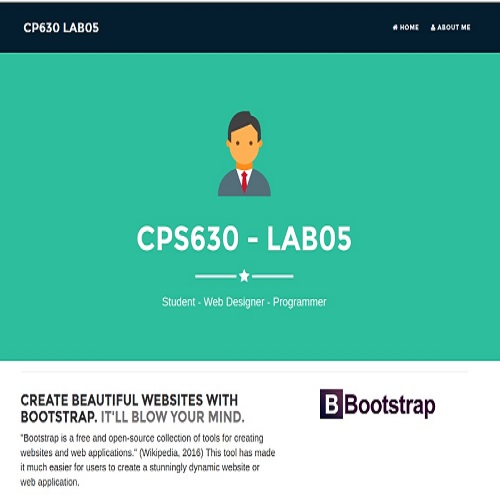 CP630 LAB05
HOME ABOUT ME
CPS630 - LAB05
Student - Web Designer - Programmer
CREATE BEAUTIFUL WEBSITES WITH
BOOTSTRAP. IT'LL BLOW YOUR MIND.
"Bootstrap is a free and open-source collection of tools for creating
websites and web applications." (Wikipedia, 2016) This tool has made
it much easier for users to create a stunningly dynamic website or
web application.
B Bootstrap